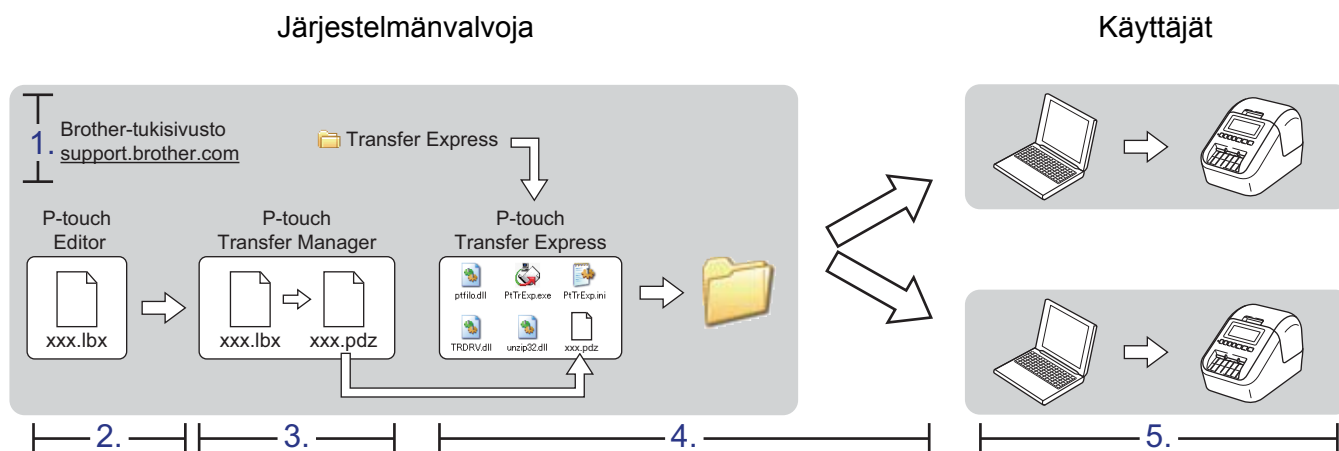 Järjestelmänvalvoja
Käyttäjät
1.
Brother-tukisivusto
support.brother.com
Transfer Express
P-touch
Editor
xxx.lbx
P-touch
Transfer Manager
xxx.lbx
xxx.pdz
P-touch
Transfer Express
ptfilo.dll
PtTrExp.exe
PtTrExp.ini
TRDRV.dll
unzip32.dll
xxx.pdz
2.
3.
4.
5.